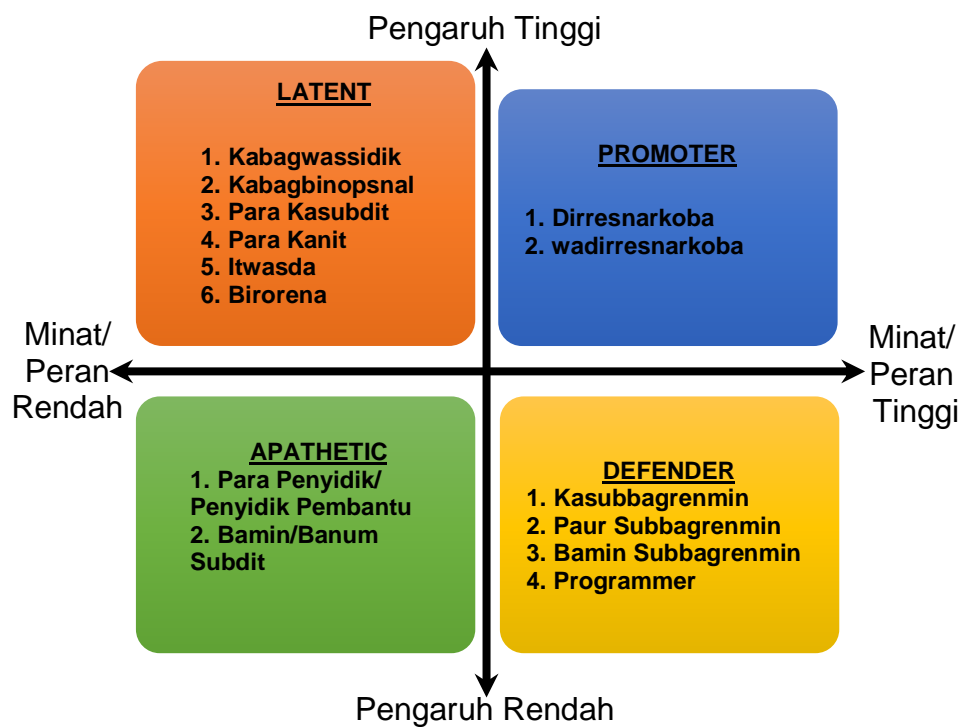 Pengaruh Tinggi
LATENT
1. Kabagwassidik
2. Kabagbinopsnal
3. Para Kasubdit
4. Para Kanit
5. Itwasda
6. Birorena
PROMOTER
1. Dirresnarkoba
2. wadirresnarkoba
Minat/
Peran
Rendah
Minat/
Peran
Tinggi
APATHETIC
1. Para Penyidik/
Penyidik Pembantu
2. Bamin/Banum
Subdit
DEFENDER
1. Kasubbagrenmin
2. Paur Subbagrenmin
3. Bamin Subbagrenmin
4. Programmer
Pengaruh Rendah